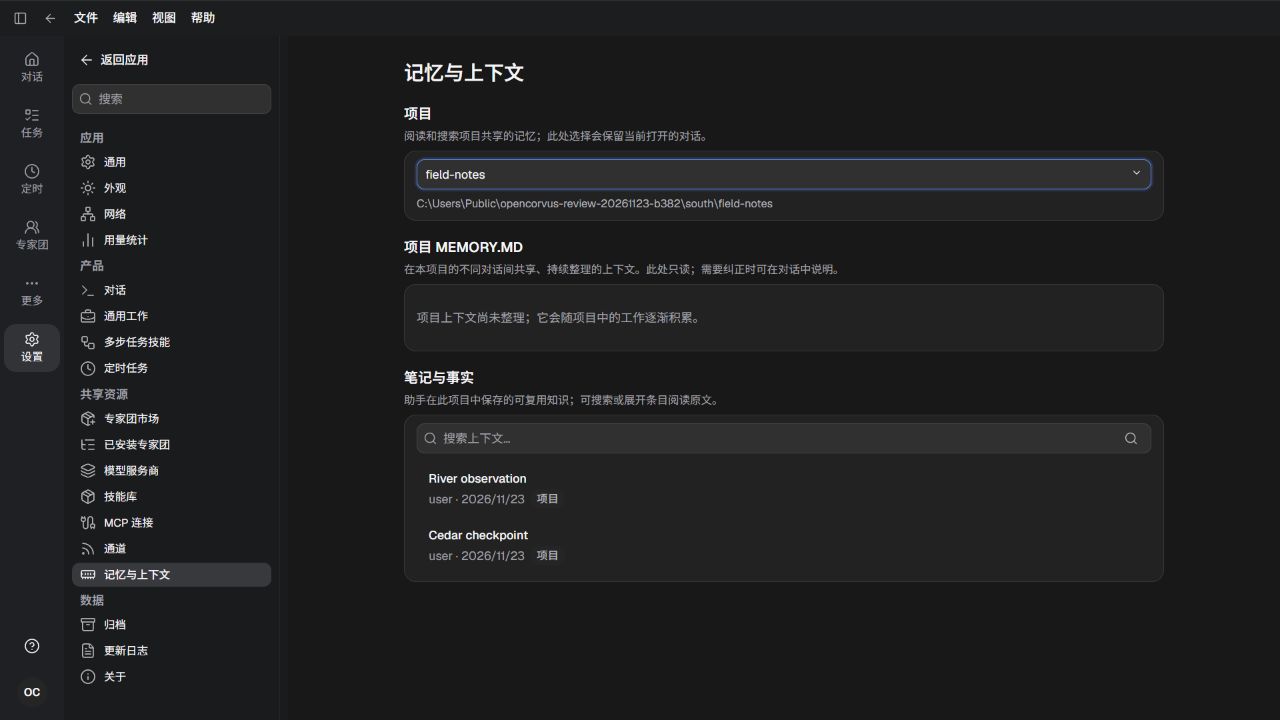 文件 编辑 视图 帮助
对话
任务
定时
专家团
更多
设置
OC
返回应用
搜索
应用
通用
外观
网络
用量统计
产品
对话
通用工作
多步任务技能
定时任务
共享资源
专家团市场
已安装专家团
模型服务商
技能库
MCP 连接
通道
记忆与上下文
数据
归档
更新日志
关于
记忆与上下文
项目
阅读和搜索项目共享的记忆；此处选择会保留当前打开的对话。
field-notes
C:\Users\Public\opencorvus-review-20261123-b382\south\field-notes
项目 MEMORY.MD
在本项目的不同对话间共享、持续整理的上下文。此处只读；需要纠正时可在对话中说明。
项目上下文尚未整理；它会随项目中的工作逐渐积累。
笔记与事实
助手在此项目中保存的可复用知识；可搜索或展开条目阅读原文。
搜索上下文...
River observation
user · 2026/11/23 项目
Cedar checkpoint
user · 2026/11/23 项目